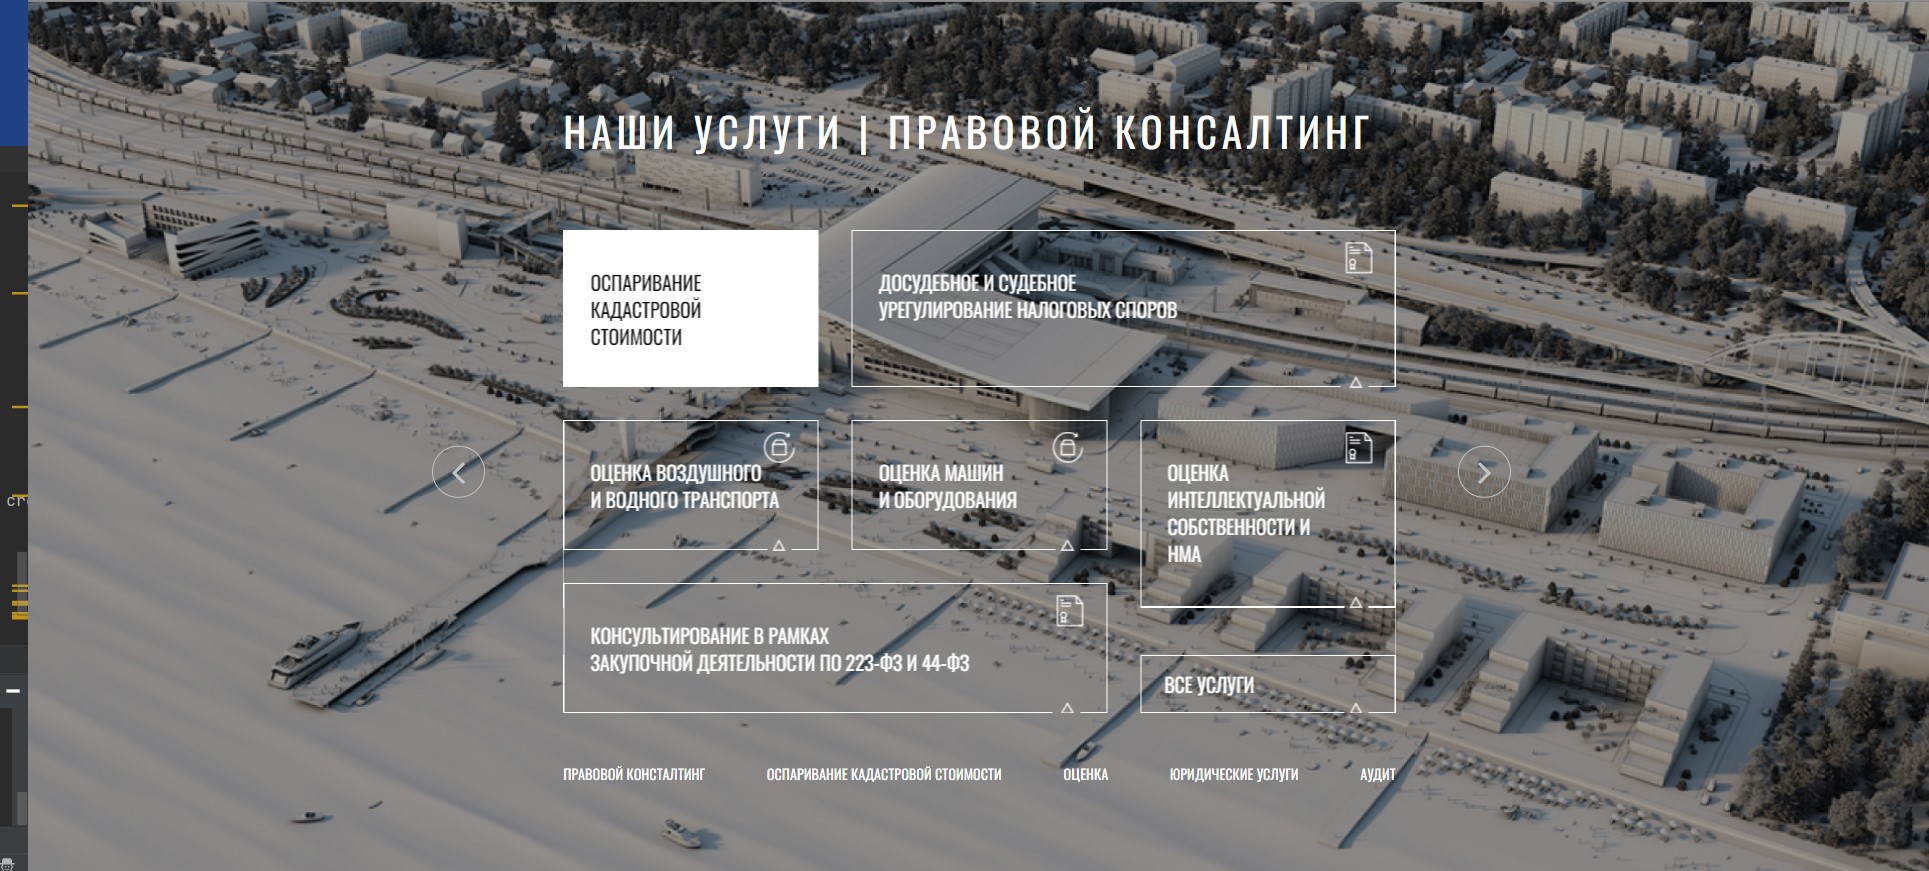 НАШИ УСЛУГИ | ПРАВОВОЙ КОНСАЛТИНГ
ОСПАРИВАНИЕ
КАДАСТРОВОЙ
СТОИМОСТИ
ДОСУДЕБНОЕ И СУДЕБНОЕ
УРЕГУЛИРОВАНИЕ НАЛОГОВЫХ СПОРОВ
ОЦЕНКА ВОЗДУШНОГО
И ВОДНОГО ТРАНСПОРТА
ОЦЕНКА МАШИН
И ОБОРУДОВАНИЯ
ОЦЕНКА
ИНТЕЛЛЕКТУАЛЬНОЙ
СОБСТВЕННОСТИ И
НМА
КОНСУЛЬТИРОВАНИЕ В РАМКАХ
ЗАКУПОЧНОЙ ДЕЯТЕЛЬНОСТИ ПО 223-ФЗ И 44-ФЗ
ВСЕ УСЛУГИ
ПРАВОВОЙ КОНСТАЛТИНГ
ОСПАРИВАНИЕ КАДАСТРОВОЙ СТОИМОСТИ
ОЦЕНКА
ЮРИДИЧЕСКИЕ УСЛУГИ
АУДИТ